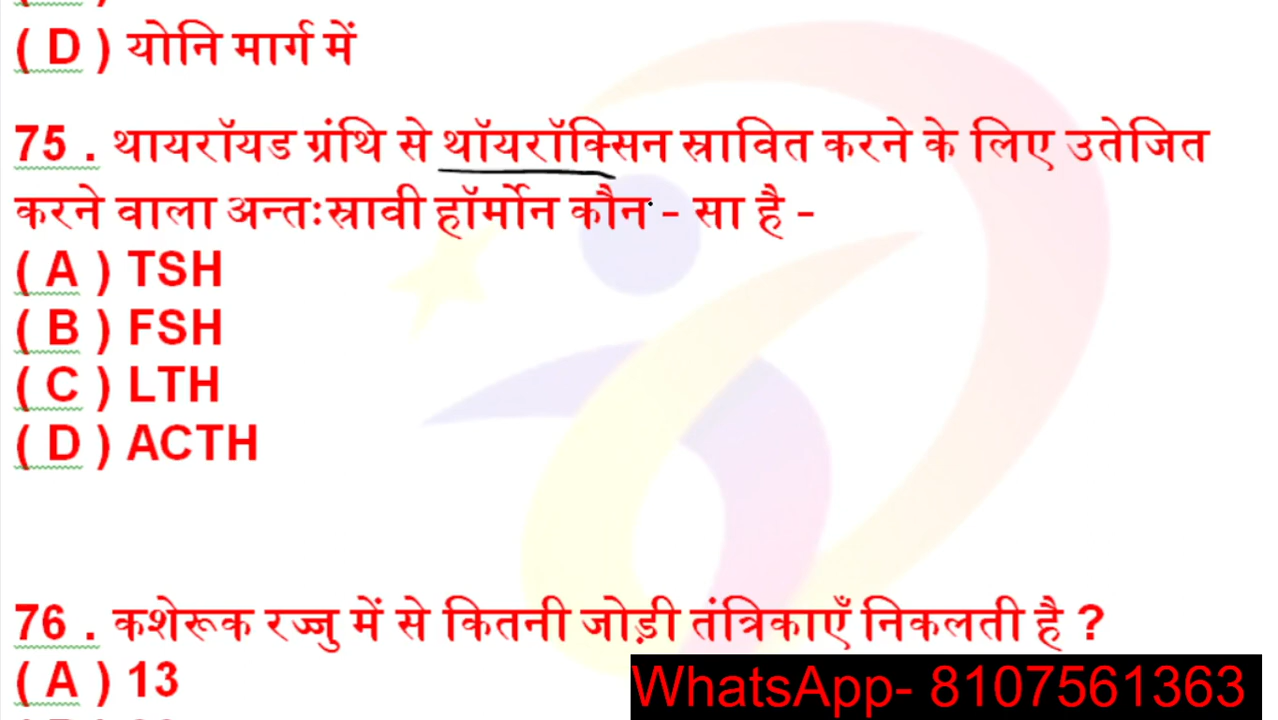 ( D ) योनि मार्ग में
75 . थायरॉयड ग्रंथि से थॉयरॉक्सिन स्रावित करने के लिए उतेजित
करने वाला अन्तःस्रावी हॉर्मोन कौन - सा है -
( A ) TSH
( B ) FSH
( C ) LTH
( D ) ACTH
76 . कशेरूक रज्जु में से कितनी जोड़ी तंत्रिकाएँ निकलती है ?
( A ) 13
WhatsApp- 8107561363